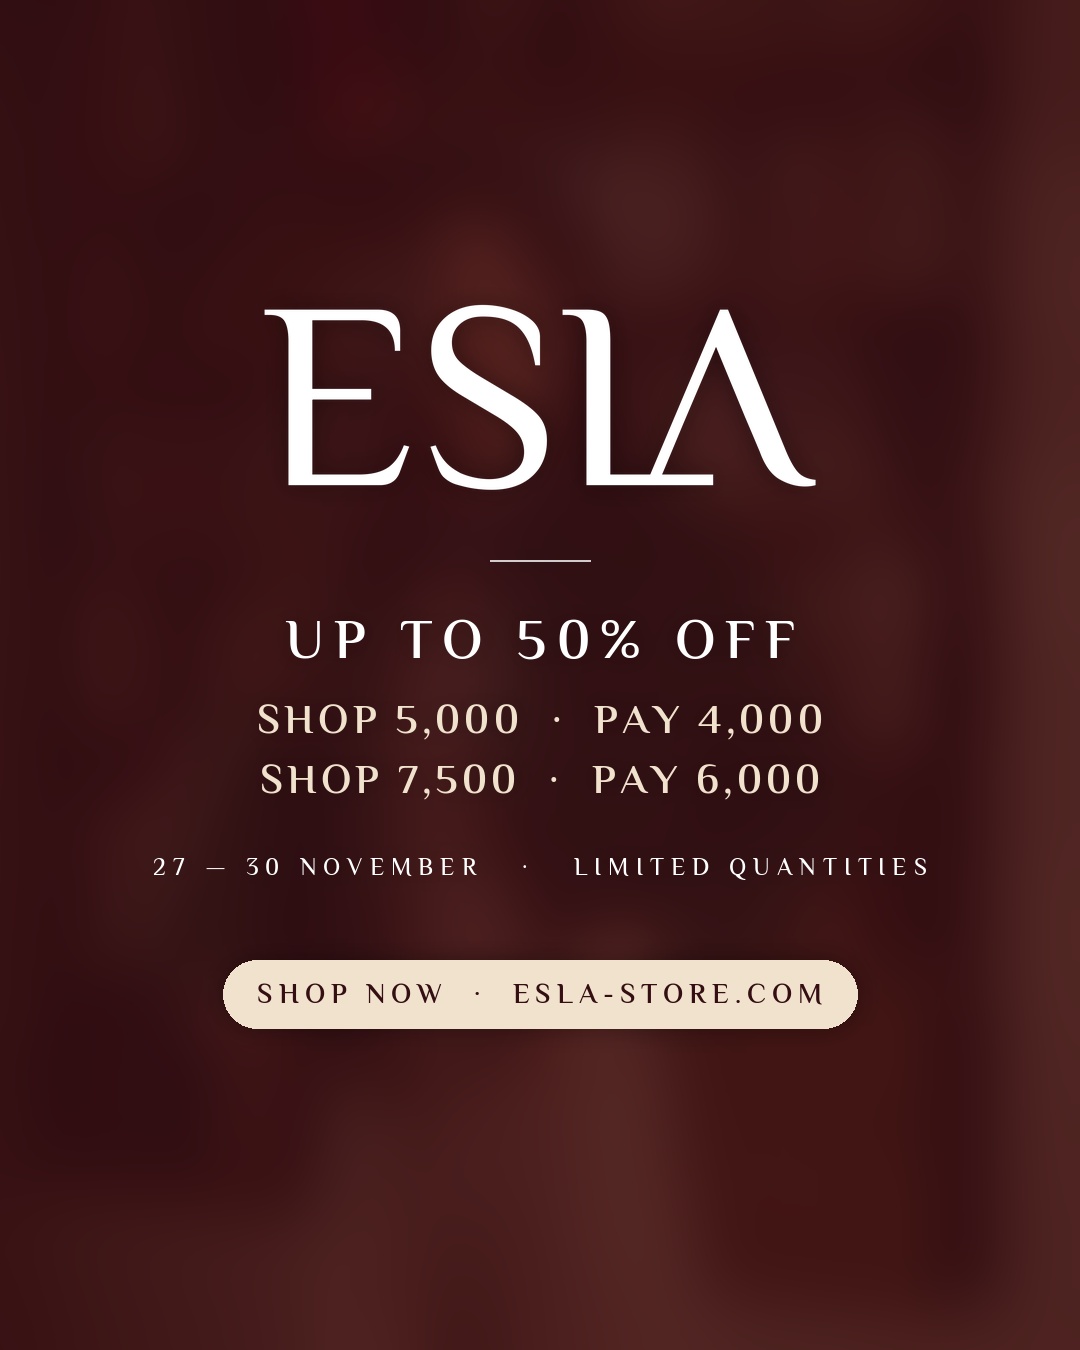 ESLA
UP TO 50% OFF
SHOP 5,000 · PAY 4,000
SHOP 7,500 · PAY 6,000
27 — 30 NOVEMBER · LIMITED QUANTITIES
SHOP NOW · ESLA-STORE.COM